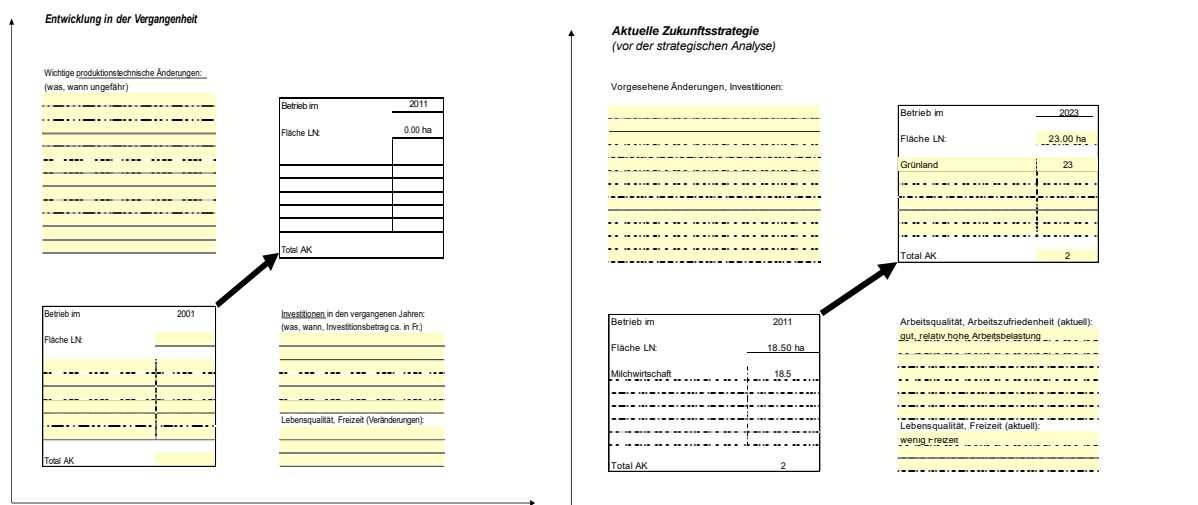 Entwicklung in der Vergangenheit
Wichtige produktionstechnische Änderungen:
(was, wann ungefähr)
Betrieb im 2011
Fläche LN: 0.00 ha
Total AK
Betrieb im 2001
Fläche LN:
Total AK
Investitionen in den vergangenen Jahren:
(was, wann, Investitionsbetrag ca. in Fr.)
Lebensqualität, Freizeit (Veränderungen):
Aktuelle Zukunftsstrategie
(vor der strategischen Analyse)
Vorgesehene Änderungen, Investitionen:
Betrieb im 2023
Fläche LN: 23.00 ha
Grünland 23
Total AK 2
Betrieb im 2011
Fläche LN: 18.50 ha
Milchwirtschaft 18.5
Total AK 2
Arbeitsqualität, Arbeitszufriedenheit (aktuell):
gut, relativ hohe Arbeitsbelastung
Lebensqualität, Freizeit (aktuell):
wenig Freizeit